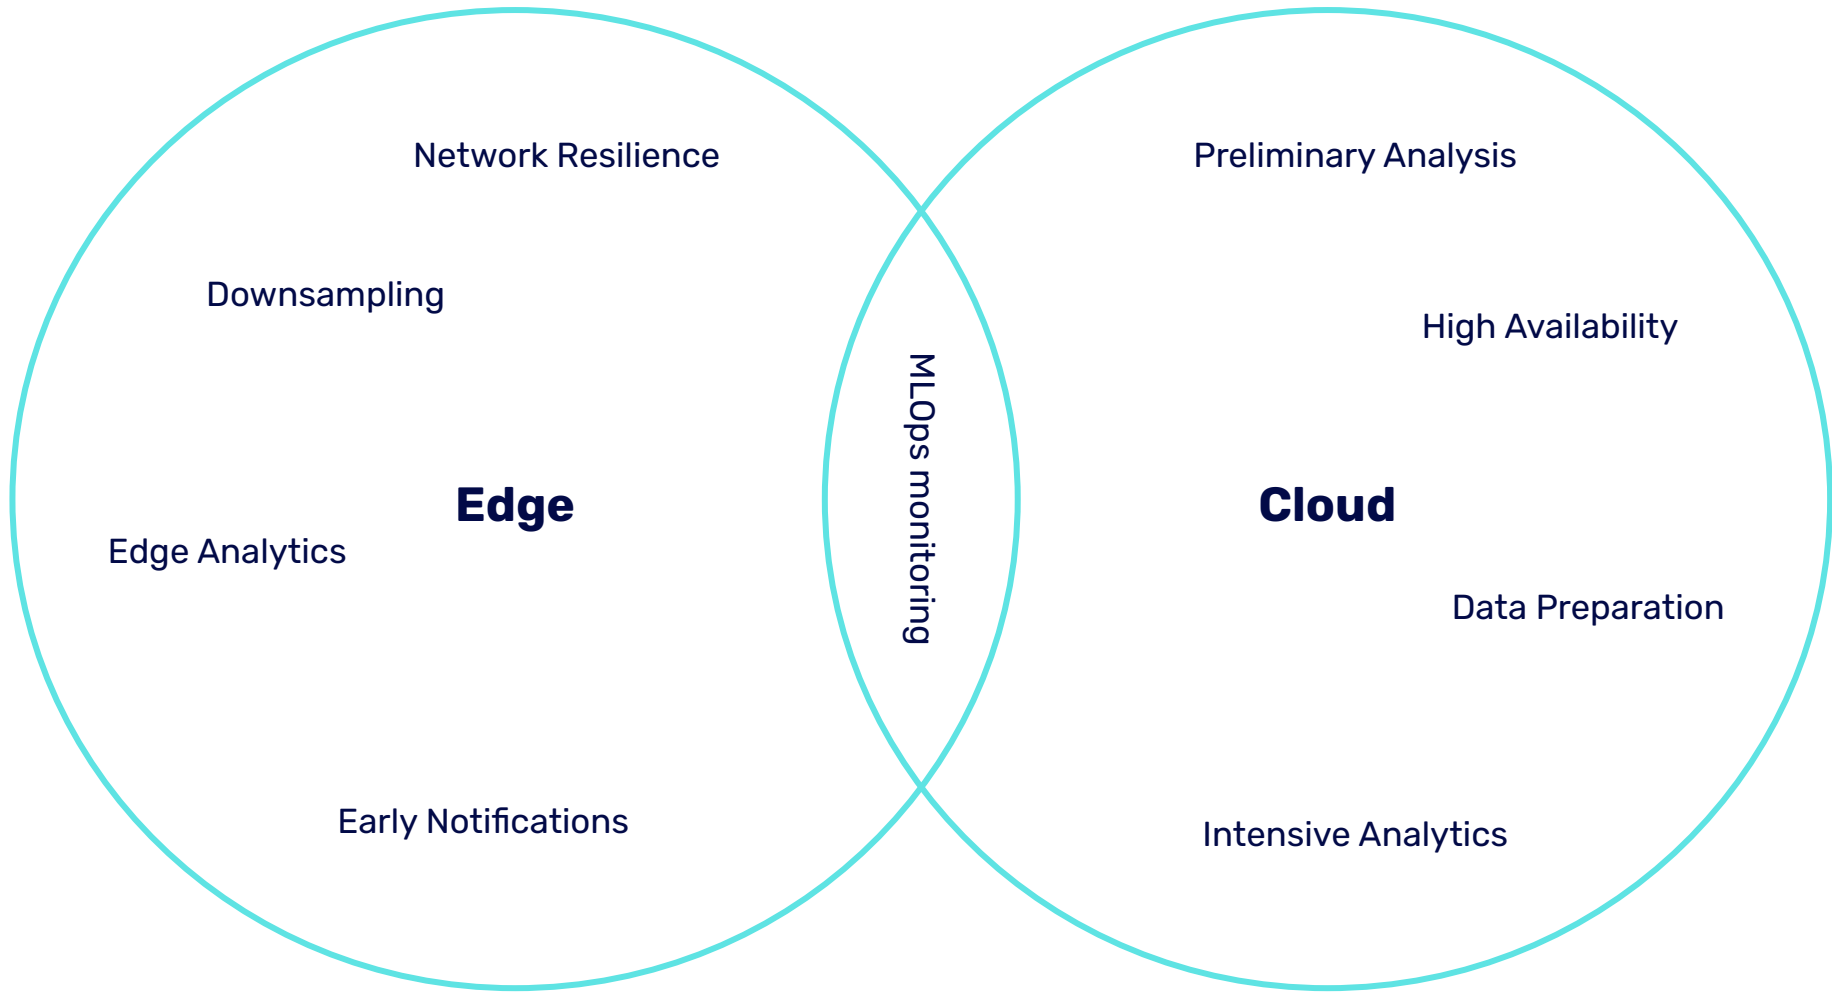 Network Resilience
Downsampling
Edge
Edge Analytics
Early Notifications
MLOps monitoring
Preliminary Analysis
High Availability
Cloud
Data Preparation
Intensive Analytics